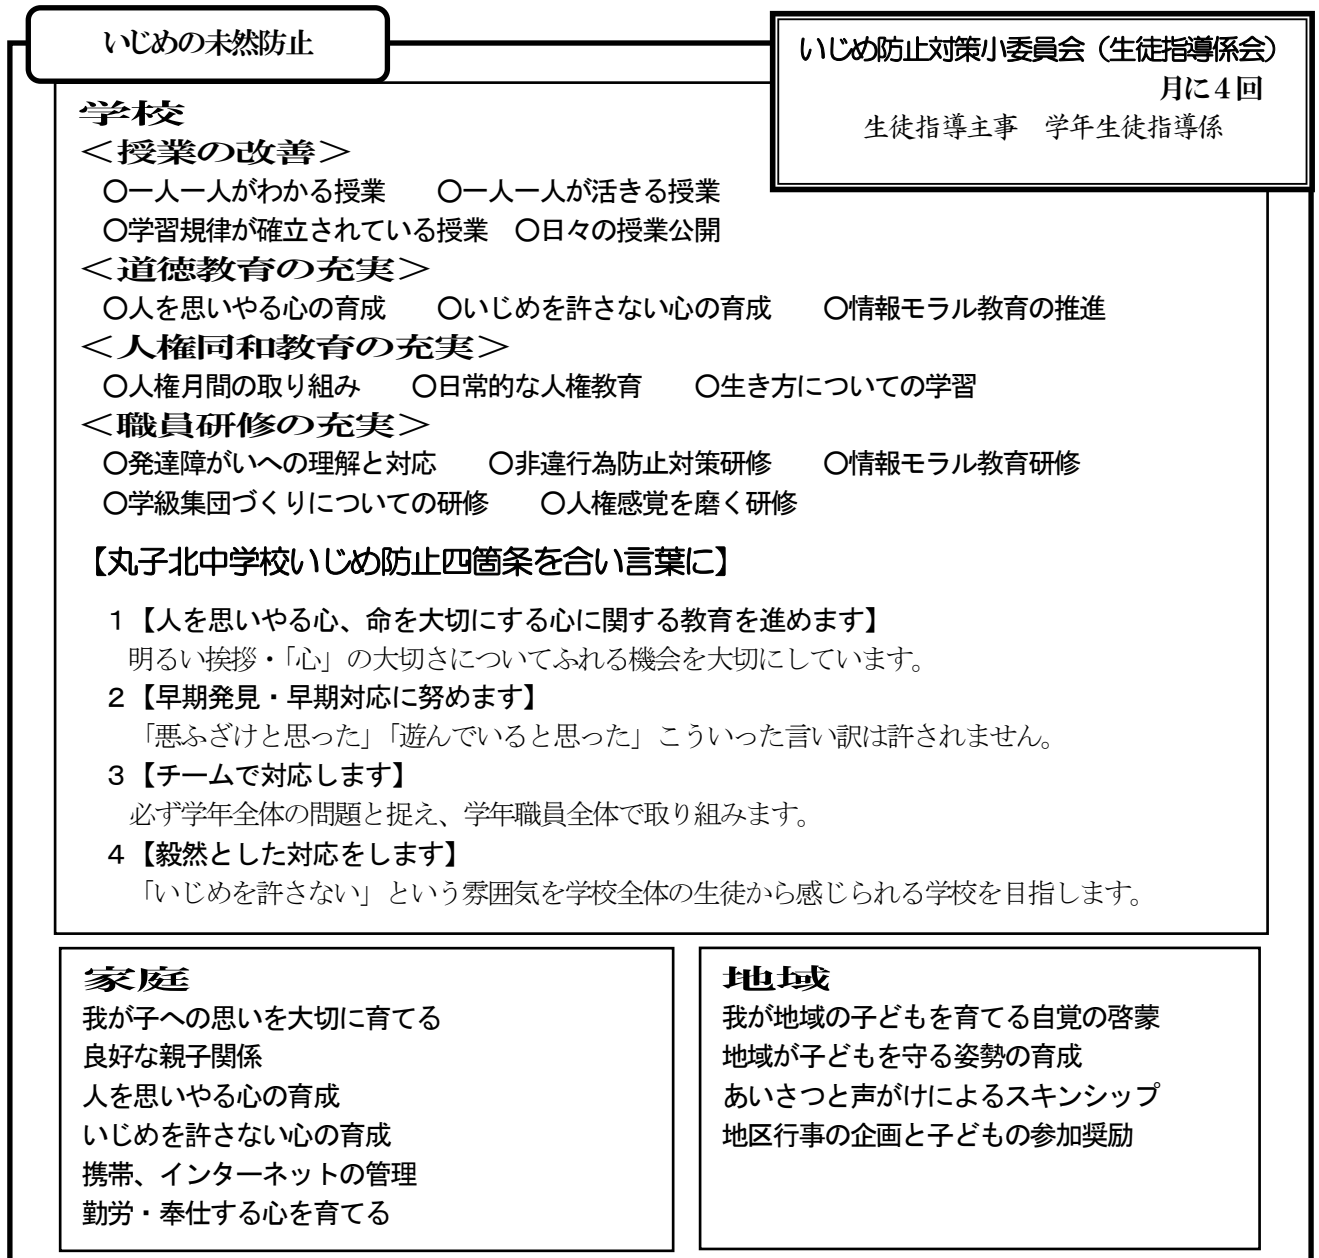 いじめの未然防止
いじめ防止対策小委員会（生徒指導係会）
月に４回
生徒指導主事　学年生徒指導係
学校
＜授業の改善＞
○一人一人がわかる授業　　○一人一人が活きる授業
○学習規律が確立されている授業　○日々の授業公開
＜道徳教育の充実＞
○人を思いやる心の育成　　○いじめを許さない心の育成　　○情報モラル教育の推進
＜人権同和教育の充実＞
○人権月間の取り組み　　○日常的な人権教育　　○生き方についての学習
＜職員研修の充実＞
○発達障がいへの理解と対応　　○非違行為防止対策研修　　○情報モラル教育研修
○学級集団づくりについての研修　　○人権感覚を磨く研修
【丸子北中学校いじめ防止四箇条を合い言葉に】
１【人を思いやる心、命を大切にする心に関する教育を進めます】
明るい挨拶・「心」の大切さについてふれる機会を大切にしています。
２【早期発見・早期対応に努めます】
「悪ふざけと思った」「遊んでいると思った」こういった言い訳は許されません。
３【チームで対応します】
必ず学年全体の問題と捉え、学年職員全体で取り組みます。
４【毅然とした対応をします】
「いじめを許さない」という雰囲気を学校全体の生徒から感じられる学校を目指します。
家庭
我が子への思いを大切に育てる
良好な親子関係
人を思いやる心の育成
いじめを許さない心の育成
携帯、インターネットの管理
勤労・奉仕する心を育てる
地域
我が地域の子どもを育てる自覚の啓蒙
地域が子どもを守る姿勢の育成
あいさつと声がけによるスキンシップ
地区行事の企画と子どもの参加奨励